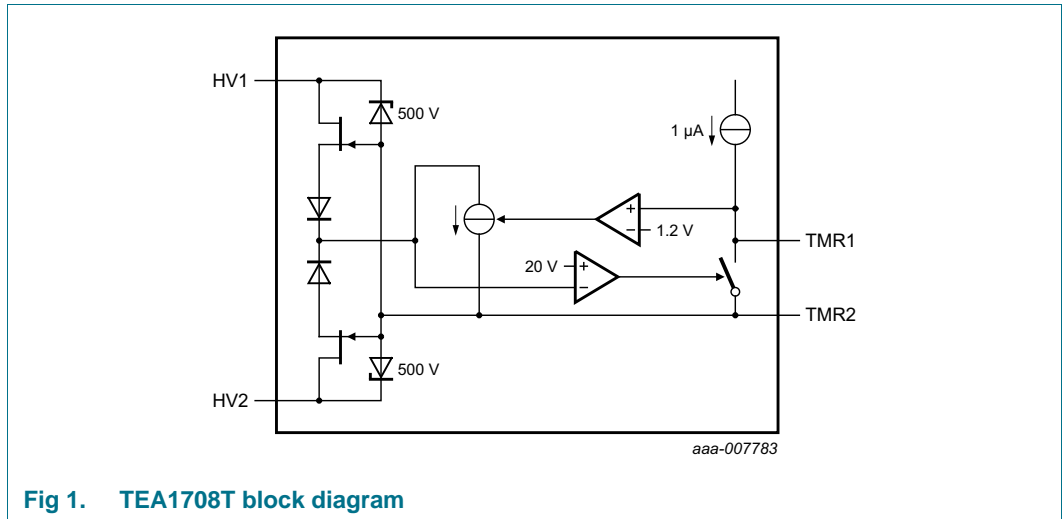 HV1
500 V
1 µA
+
−
1.2 V
TMR1
20 V
+
−
TMR2
500 V
HV2
aaa-007783
Fig 1. TEA1708T block diagram